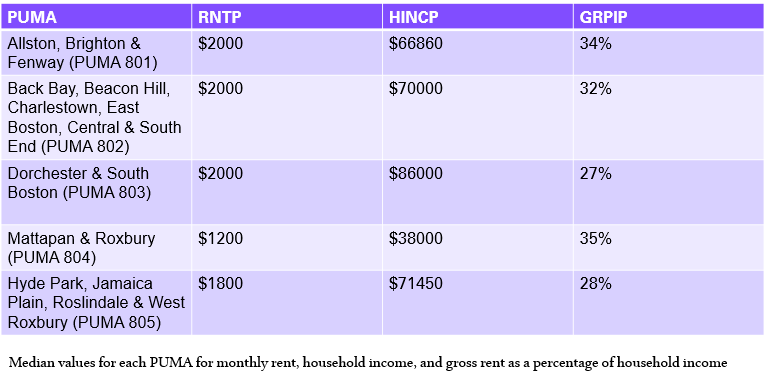 PUMA RNTP HINCP GRPIP
Allston, Brighton & $2000 $66860 34%
Fenway (PUMA 801)
Back Bay, Beacon Hill, $2000 $70000 32%
Charlestown, East
Boston, Central & South
End (PUMA 802)
Dorchester & South $2000 $86000 27%
Boston (PUMA 803)
Mattapan & Roxbury $1200 $38000 35%
(PUMA 804)
Hyde Park, Jamaica $1800 $71450 28%
Plain, Roslindale & West
Roxbury (PUMA 805)
Median values for each PUMA for monthly rent, household income, and gross rent as a percentage of household income